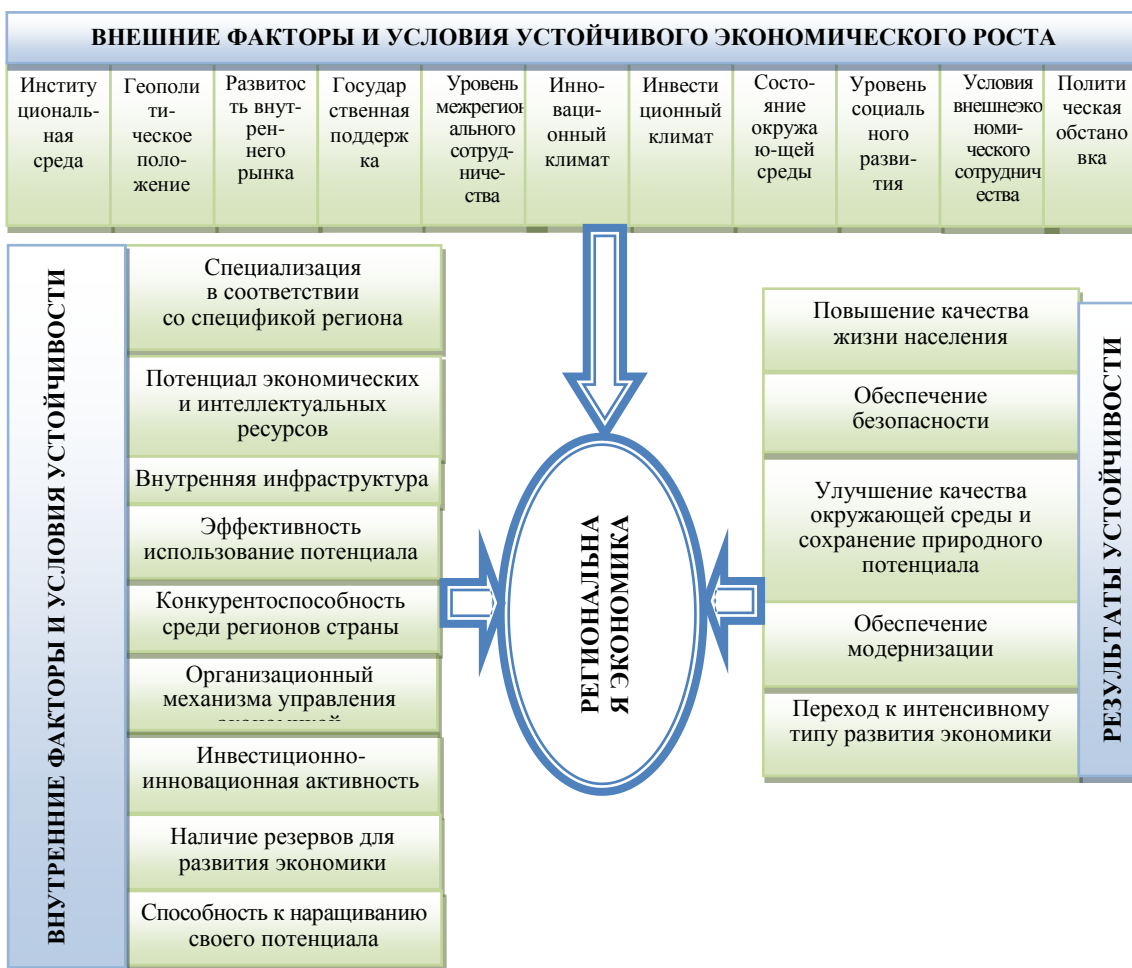 ВНЕШНИЕ ФАКТОРЫ И УСЛОВИЯ УСТОЙЧИВОГО ЭКОНОМИЧЕСКОГО РОСТА
Институ
циональ-
ная
среда
Геополи
ти-
ческое
поло-
жение
Развитос
ть внут-
рен-
него
рынка
Государ
ственная
поддерж
ка
Уровень
межрегион
ального
сотруд-
ниче-
ства
Инно-
ваци-
онный
климат
Инвести
ционный
климат
Состо-
яние
окружа
ю-щей
среды
Уровень
социаль
ного
разви-
тия
Условия
внешнеэко
номи-
ческого
сотруднич
ества
Полити
ческая
обстано
вка
ВНУТРЕННИЕ ФАКТОРЫ И УСЛОВИЯ УСТОЙЧИВОСТИ
Специализация
в соответствии
со спецификой региона
Потенциал экономических
и интеллектуальных
ресурсов
Внутренняя инфраструктура
Эффективность
использование потенциала
Конкурентоспособность
среди регионов страны
Организационный
механизма управления
экономикой
Инвестиционно-
инновационная активность
Наличие резервов для
развития экономики
Способность к наращиванию
своего потенциала
РЕГИОНАЛЬНА
Я ЭКОНОМИКА
Повышение качества
жизни населения
Обеспечение
безопасности
Улучшение качества
окружающей среды и
сохранение природного
потенциала
Обеспечение
модернизации
Переход к интенсивному
типу развития экономики
РЕЗУЛЬТАТЫ УСТОЙЧИВОСТИ